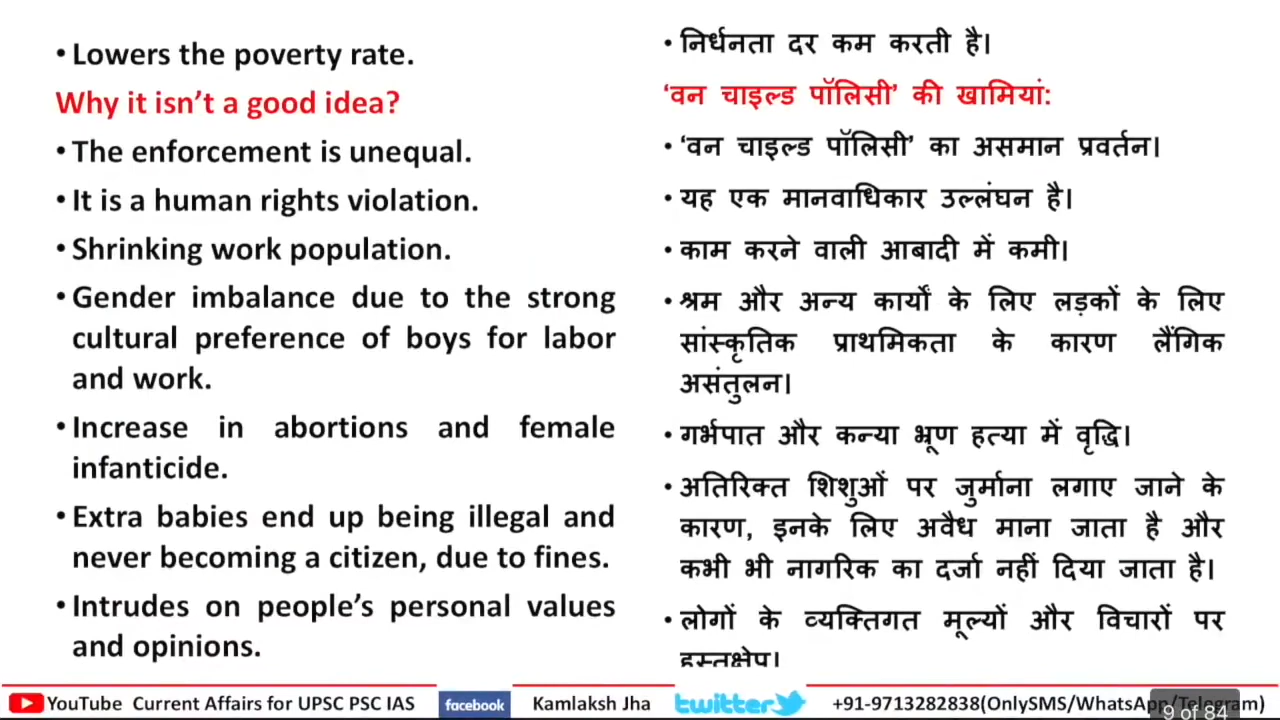 • Lowers the poverty rate.
Why it isn't a good idea?
• The enforcement is unequal.
• It is a human rights violation.
• Shrinking work population.
• Gender imbalance due to the strong
cultural preference of boys for labor
and work.
• Increase in abortions and female
infanticide.
• Extra babies end up being illegal and
never becoming a citizen, due to fines.
• Intrudes on people's personal values
and opinions.
• निर्धनता दर कम करती है।
'वन चाइल्ड पॉलिसी' की खामियां:
• 'वन चाइल्ड पॉलिसी' का असमान प्रवर्तन।
• यह एक मानवाधिकार उल्लंघन है।
• काम करने वाली आबादी में कमी।
• श्रम और अन्य कार्यों के लिए लड़कों के लिए
सांस्कृतिक प्राथमिकता के कारण लैंगिक
असंतुलन।
• गर्भपात और कन्या भ्रूण हत्या में वृद्धि।
• अतिरिक्त शिशुओं पर जुर्माना लगाए जाने के
कारण, इनके लिए अवैध माना जाता है और
कभी भी नागरिक का दर्जा नहीं दिया जाता है।
• लोगों के व्यक्तिगत मूल्यों और विचारों पर
हस्तक्षेप।
YouTube Current Affairs for UPSC PSC IAS facebook Kamlaksh Jha twitter +91-9713282838(OnlySMS/WhatsApp/Telegram)
9 of 84